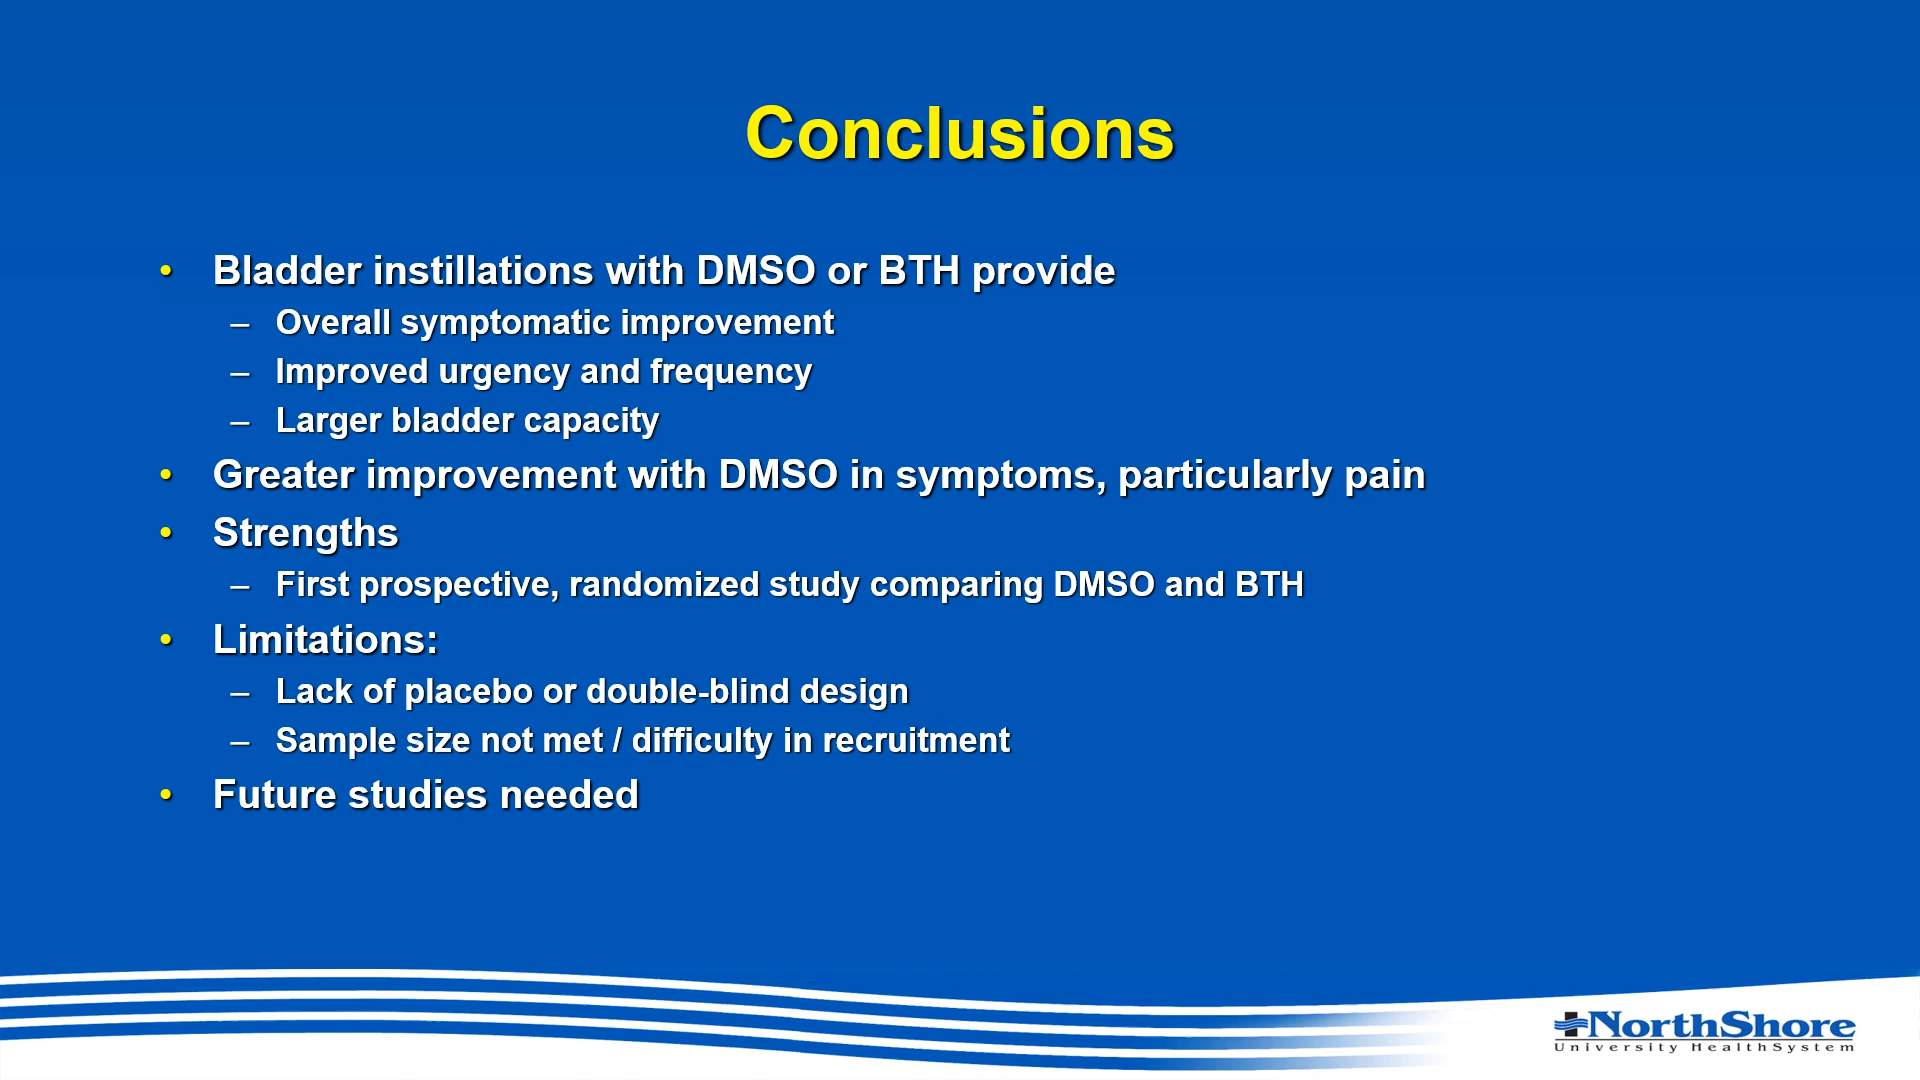 Conclusions
• Bladder instillations with DMSO or BTH provide
– Overall symptomatic improvement
– Improved urgency and frequency
– Larger bladder capacity
• Greater improvement with DMSO in symptoms, particularly pain
• Strengths
– First prospective, randomized study comparing DMSO and BTH
• Limitations:
– Lack of placebo or double-blind design
– Sample size not met / difficulty in recruitment
• Future studies needed
NorthShore
University HealthSystem